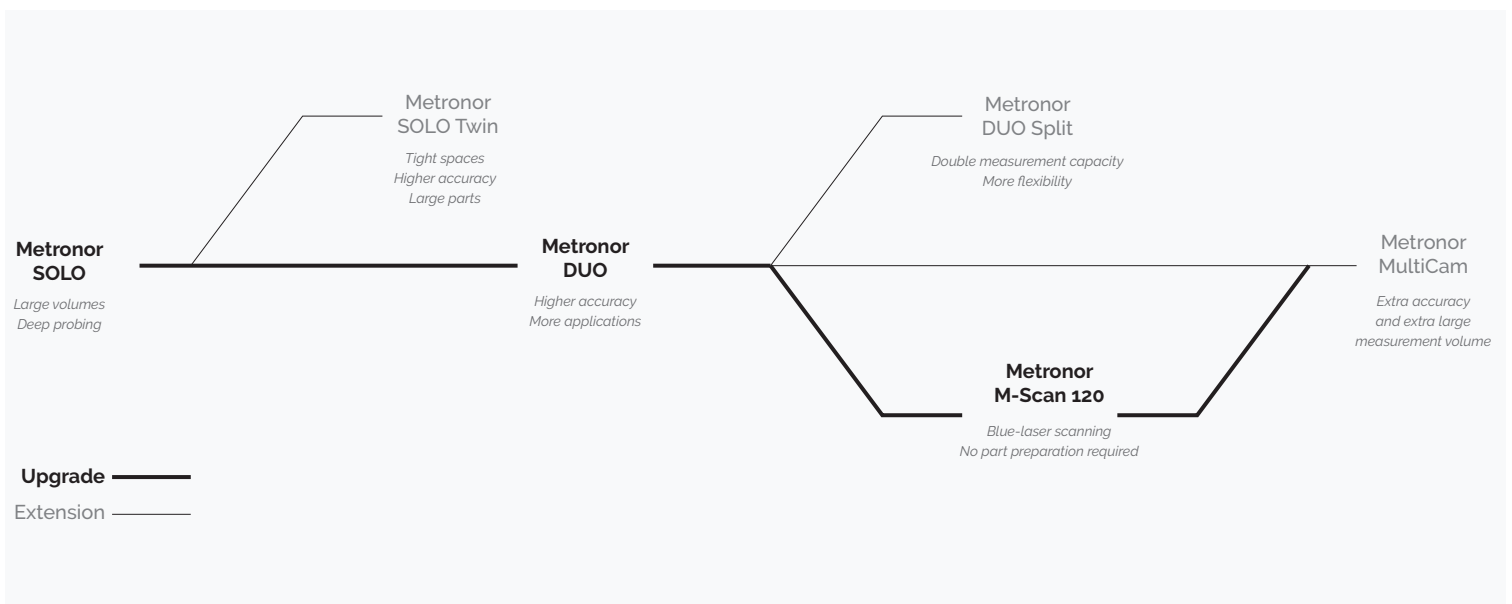 Metronor
SOLO Twin
Tight spaces
Higher accuracy
Large parts
Metronor
DUO Split
Double measurement capacity
More flexibility
Metronor
SOLO
Large volumes
Deep probing
Metronor
DUO
Higher accuracy
More applications
Metronor
MultiCam
Extra accuracy
and extra large
measurement volume
Metronor
M-Scan 120
Blue-laser scanning
No part preparation required
Upgrade
Extension